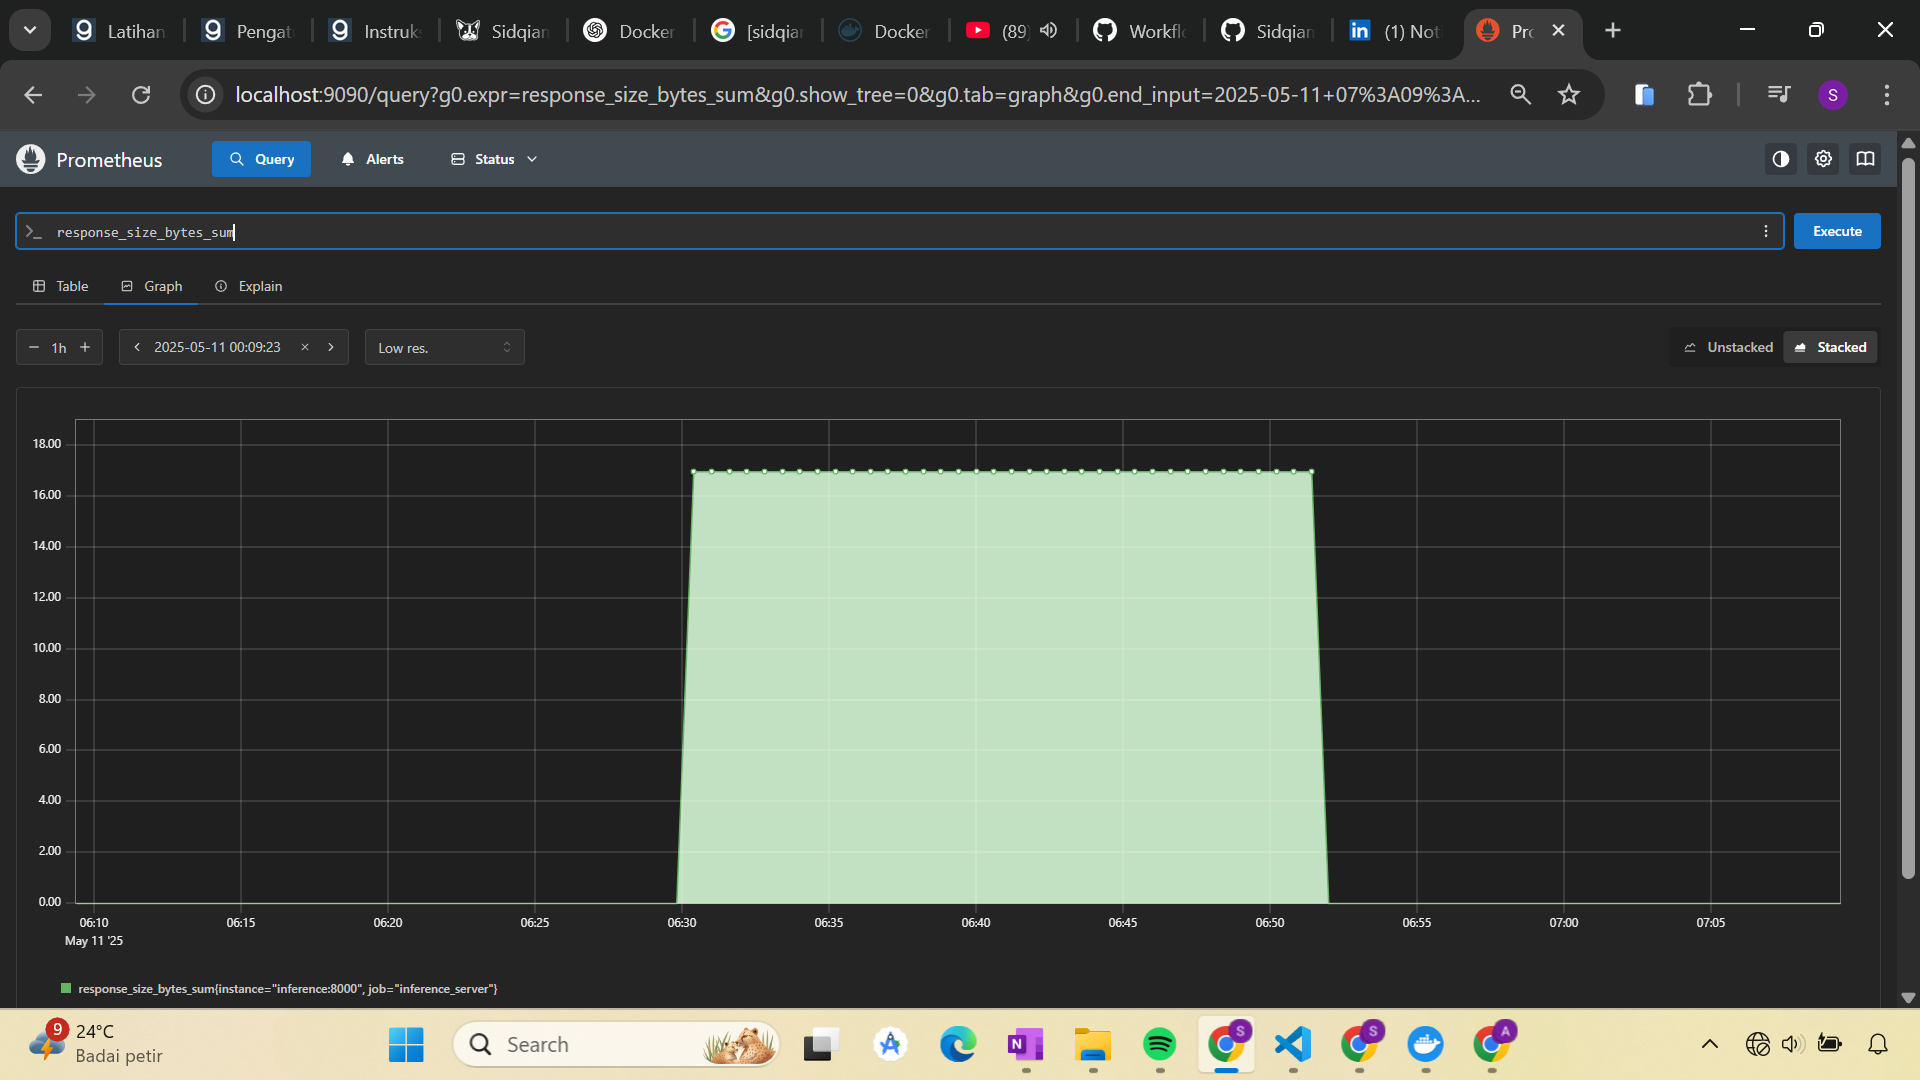 Latihan
Pengat
Instruk
Sidqian
Docker
[sidqiar
Docker
(89)
Workfl
Sidqian
(1) Not
Pro
localhost:9090/query?g0.expr=response_size_bytes_sum&g0.show_tree=0&g0.tab=graph&g0.end_input=2025-05-11+07%3A09%3A...
S
Prometheus
Query
Alerts
Status
>_ response_size_bytes_sum
Execute
Table
Graph
Explain
1h
2025-05-11 00:09:23
Low res.
Unstacked
Stacked
18.00
16.00
14.00
12.00
10.00
8.00
6.00
4.00
2.00
0.00
06:10 06:15 06:20 06:25 06:30 06:35 06:40 06:45 06:50 06:55 07:00 07:05
May 11 '25
response_size_bytes_sum{instance="inference:8000", job="inference_server"}
9
24°C
Badai petir
Search
N
S
S
A